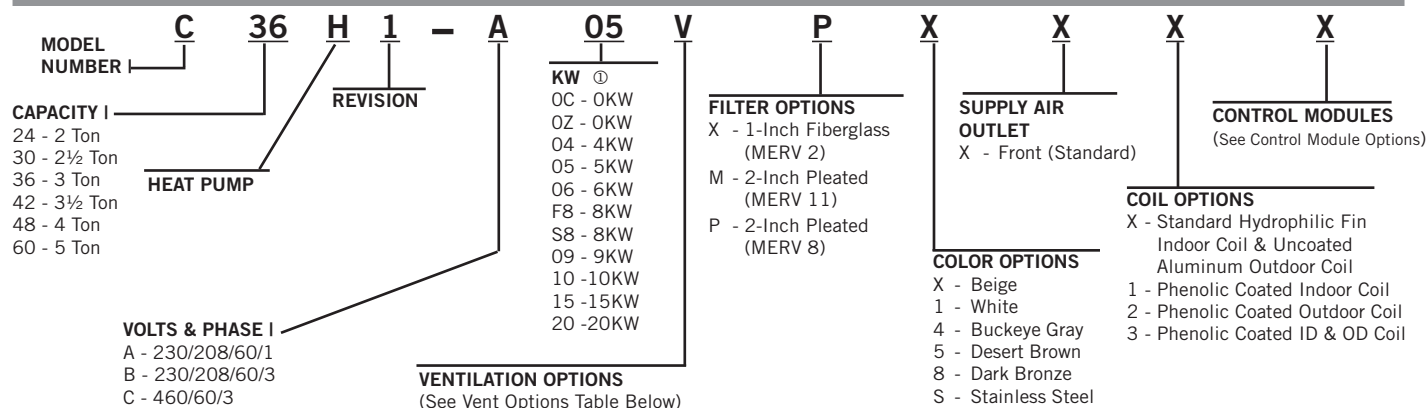 C 36 H 1 – A 05 V P X X X X
MODEL
NUMBER
CAPACITY
24 - 2 Ton
30 - 2½ Ton
36 - 3 Ton
42 - 3½ Ton
48 - 4 Ton
60 - 5 Ton
HEAT PUMP
REVISION
VOLTS & PHASE
A - 230/208/60/1
B - 230/208/60/3
C - 460/60/3
KW ①
0C - 0KW
0Z - 0KW
04 - 4KW
05 - 5KW
06 - 6KW
F8 - 8KW
S8 - 8KW
09 - 9KW
10 -10KW
15 -15KW
20 -20KW
VENTILATION OPTIONS
(See Vent Options Table Below)
FILTER OPTIONS
X - 1-Inch Fiberglass
(MERV 2)
M - 2-Inch Pleated
(MERV 11)
P - 2-Inch Pleated
(MERV 8)
COLOR OPTIONS
X - Beige
1 - White
4 - Buckeye Gray
5 - Desert Brown
8 - Dark Bronze
S - Stainless Steel
SUPPLY AIR
OUTLET
X - Front (Standard)
COIL OPTIONS
X - Standard Hydrophilic Fin
Indoor Coil & Uncoated
Aluminum Outdoor Coil
1 - Phenolic Coated Indoor Coil
2 - Phenolic Coated Outdoor Coil
3 - Phenolic Coated ID & OD Coil
CONTROL MODULES
(See Control Module Options)